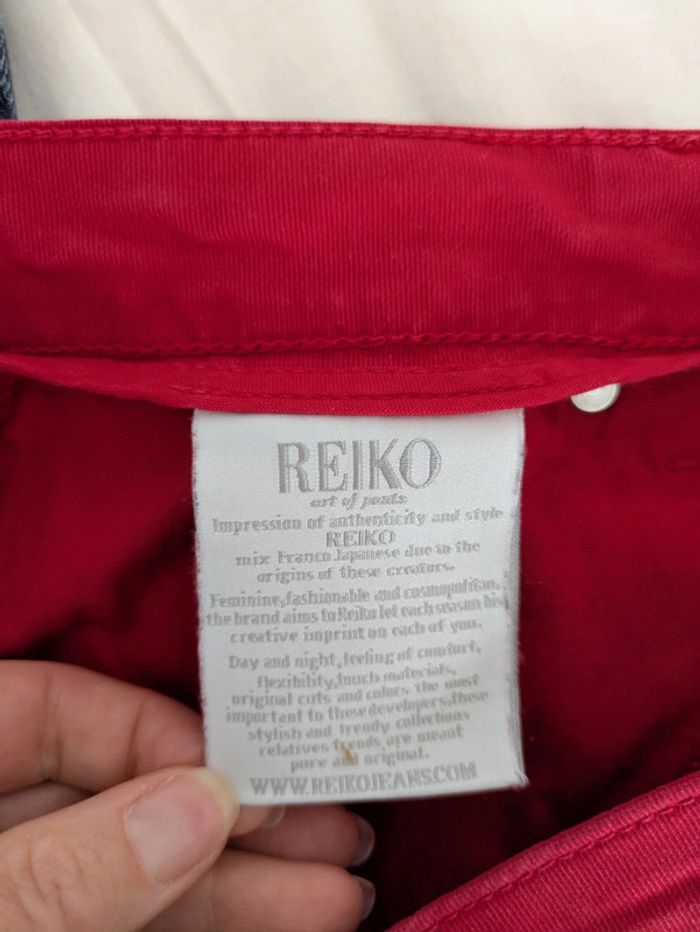 REIKO
art of pants
Impression of authenticity and style
REIKO
mix Franco Japanese due to the
origins of these creators.
Feminine,fashionable and cosmopolitan,
the brand aims to Reiko let each season his
creative imprint on each of you.
Day and night,feeling of comfort,
flexibility,touch materials,
original cuts and colors the most
important to these developers,these
stylish and trendy collections
relatives trends are meant
pure and original.
WWW.REIKOJEANS.COM